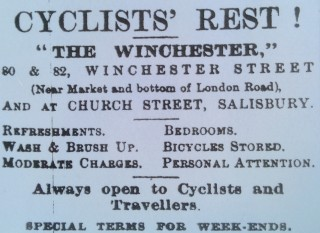 CYCLISTS' REST!
"THE WINCHESTER,"
80 & 82, WINCHESTER STREET
(Near Market and bottom of London Road),
AND AT CHURCH STREET, SALISBURY.
REFRESHMENTS. BEDROOMS.
WASH & BRUSH UP. BICYCLES STORED.
MODERATE CHARGES. PERSONAL ATTENTION.
Always open to Cyclists and
Travellers.
SPECIAL TERMS FOR WEEK-ENDS.